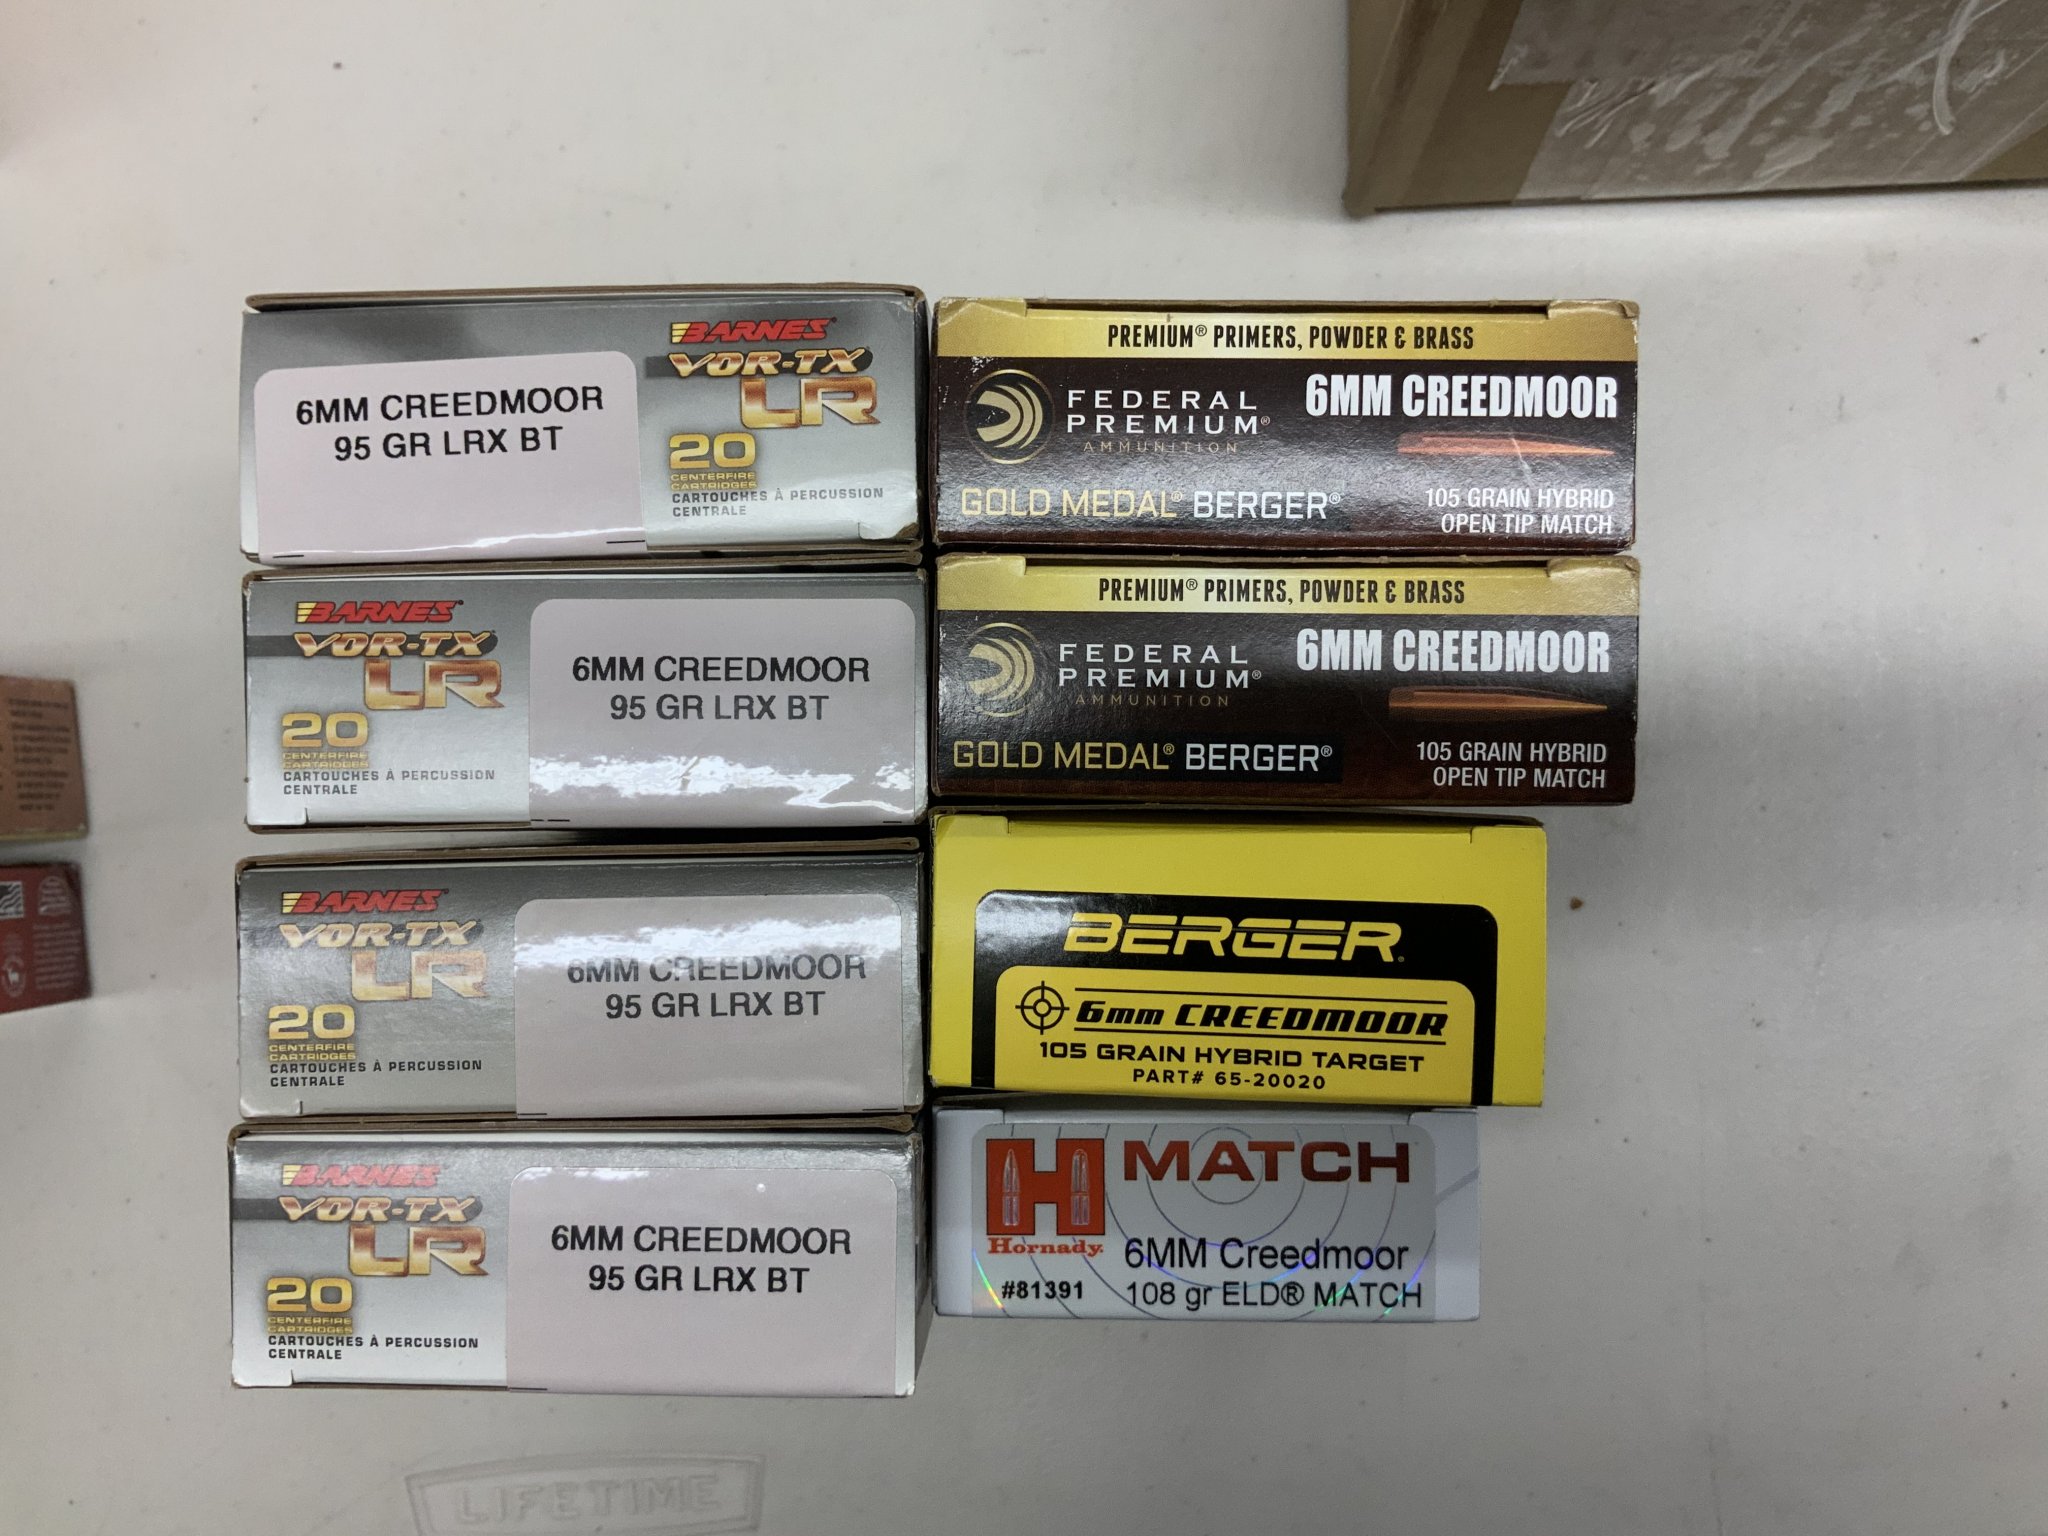 BARNES
VOR-TX
LR
6MM CREEDMOOR
95 GR LRX BT
20
CENTERFIRE
CARTRIDGES
CARTOUCHES À PERCUSSION
CENTRALE
BARNES
VOR-TX
LR
20
CENTERFIRE
CARTRIDGES
CARTOUCHES À PERCUSSION
CENTRALE
6MM CREEDMOOR
95 GR LRX BT
BARNES
VOR-TX
LR
20
CENTERFIRE
CARTRIDGES
CARTOUCHES À PERCUSSION
CENTRALE
6MM CREEDMOOR
95 GR LRX BT
BARNES
VOR-TX
LR
20
CENTERFIRE
CARTRIDGES
CARTOUCHES À PERCUSSION
CENTRALE
6MM CREEDMOOR
95 GR LRX BT
PREMIUM® PRIMERS, POWDER & BRASS
FEDERAL
PREMIUM®
AMMUNITION
6MM CREEDMOOR
GOLD MEDAL® BERGER®
105 GRAIN HYBRID
OPEN TIP MATCH
PREMIUM® PRIMERS, POWDER & BRASS
FEDERAL
PREMIUM®
AMMUNITION
6MM CREEDMOOR
GOLD MEDAL® BERGER®
105 GRAIN HYBRID
OPEN TIP MATCH
BERGER
6mm CREEDMOOR
105 GRAIN HYBRID TARGET
PART# 65-20020
H MATCH
Hornady
6MM Creedmoor
#81391 108 gr ELD® MATCH
LIFETIME